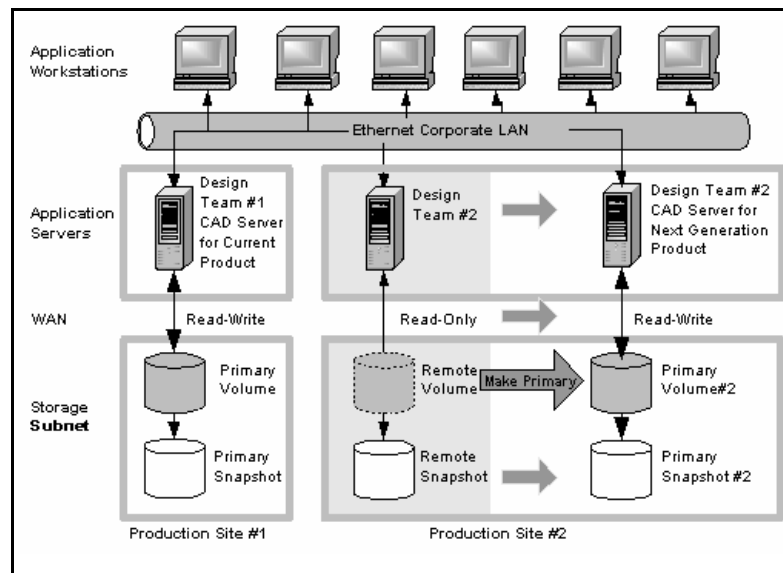 Application
Workstations
Ethernet Corporate LAN
Application
Servers
Design
Team #1
CAD Server
for Current
Product
Design
Team #2
Design Team #2
CAD Server for
Next Generation
Product
WAN
Read-Write
Read-Only
Read-Write
Storage
Subnet
Primary
Volume
Remote
Volume
Make Primary
Primary
Volume#2
Primary
Snapshot
Remote
Snapshot
Primary
Snapshot #2
Production Site #1
Production Site #2